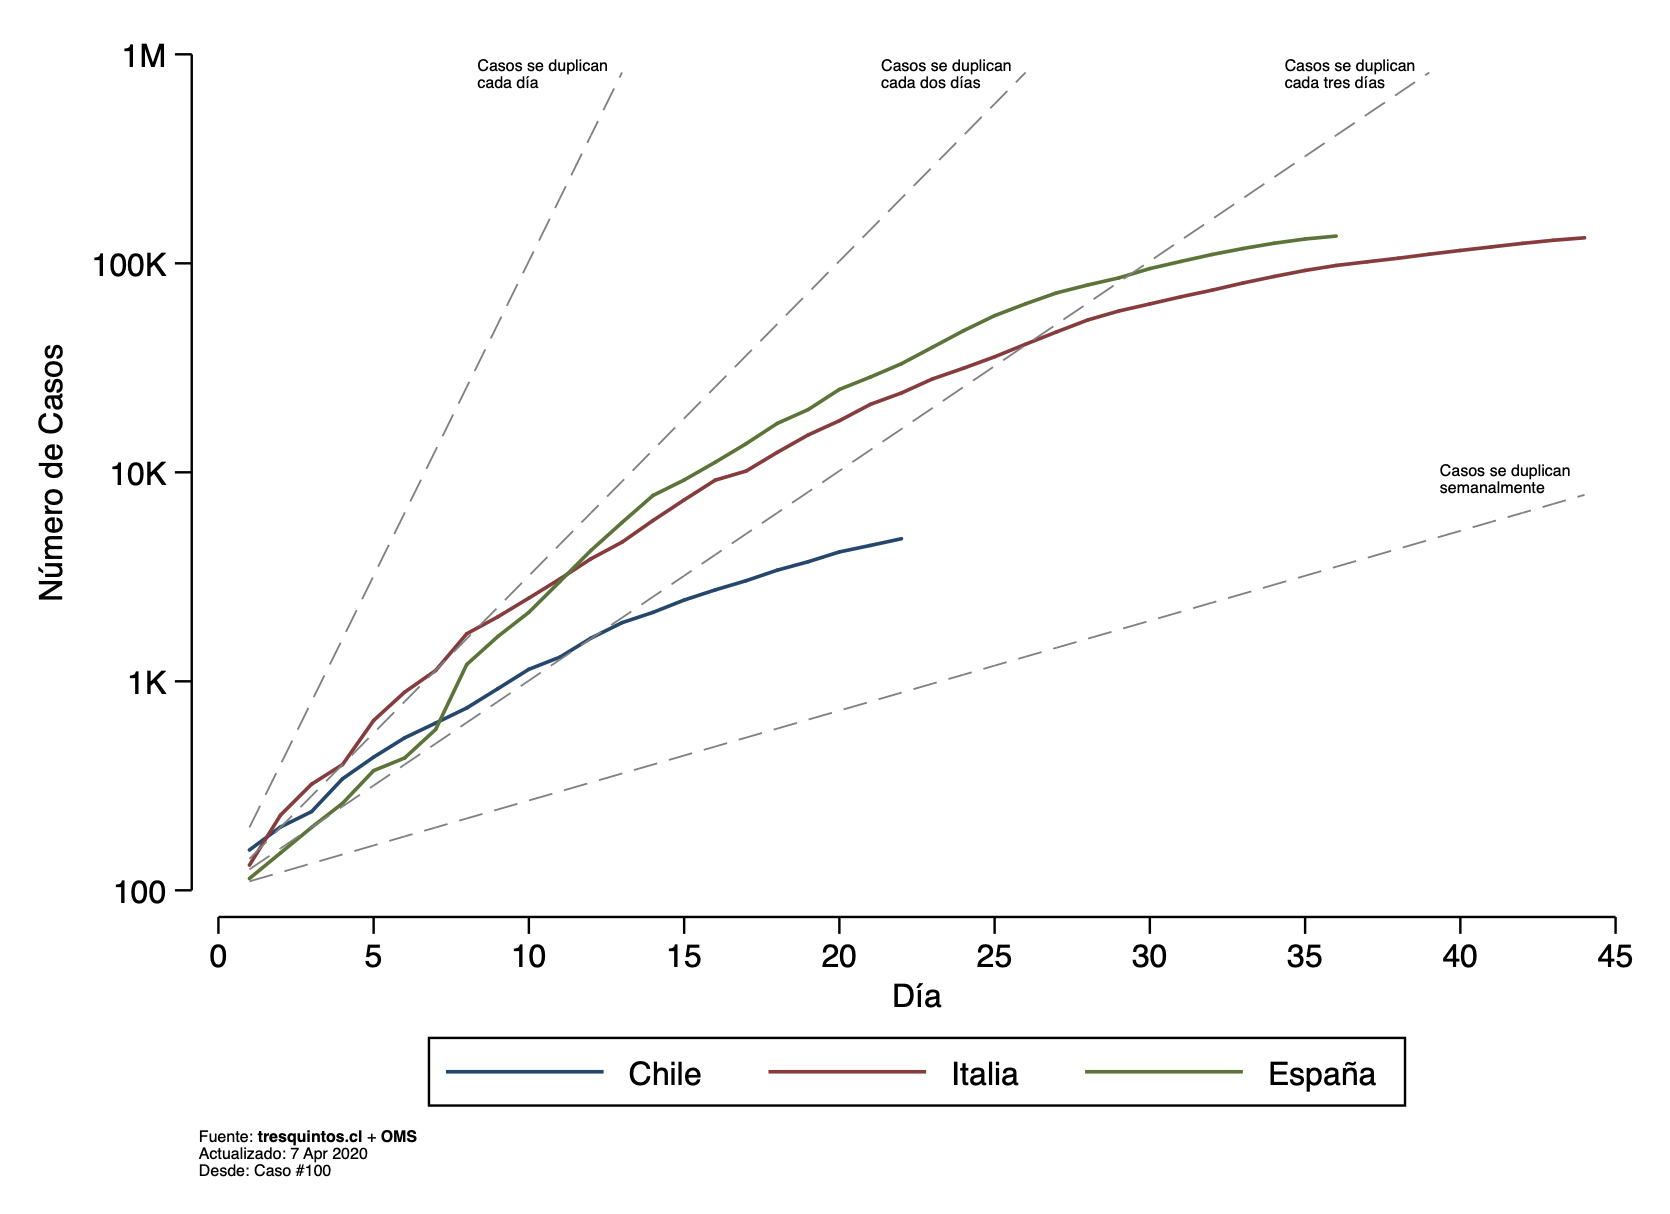 1M
Casos se duplican
cada día
Casos se duplican
cada dos días
Casos se duplican
cada tres días
100K
Número de Casos
10K
Casos se duplican
semanalmente
1K
100
0 5 10 15 20 25 30 35 40 45
Día
Chile Italia España
Fuente: tresquintos.cl + OMS
Actualizado: 7 Apr 2020
Desde: Caso #100